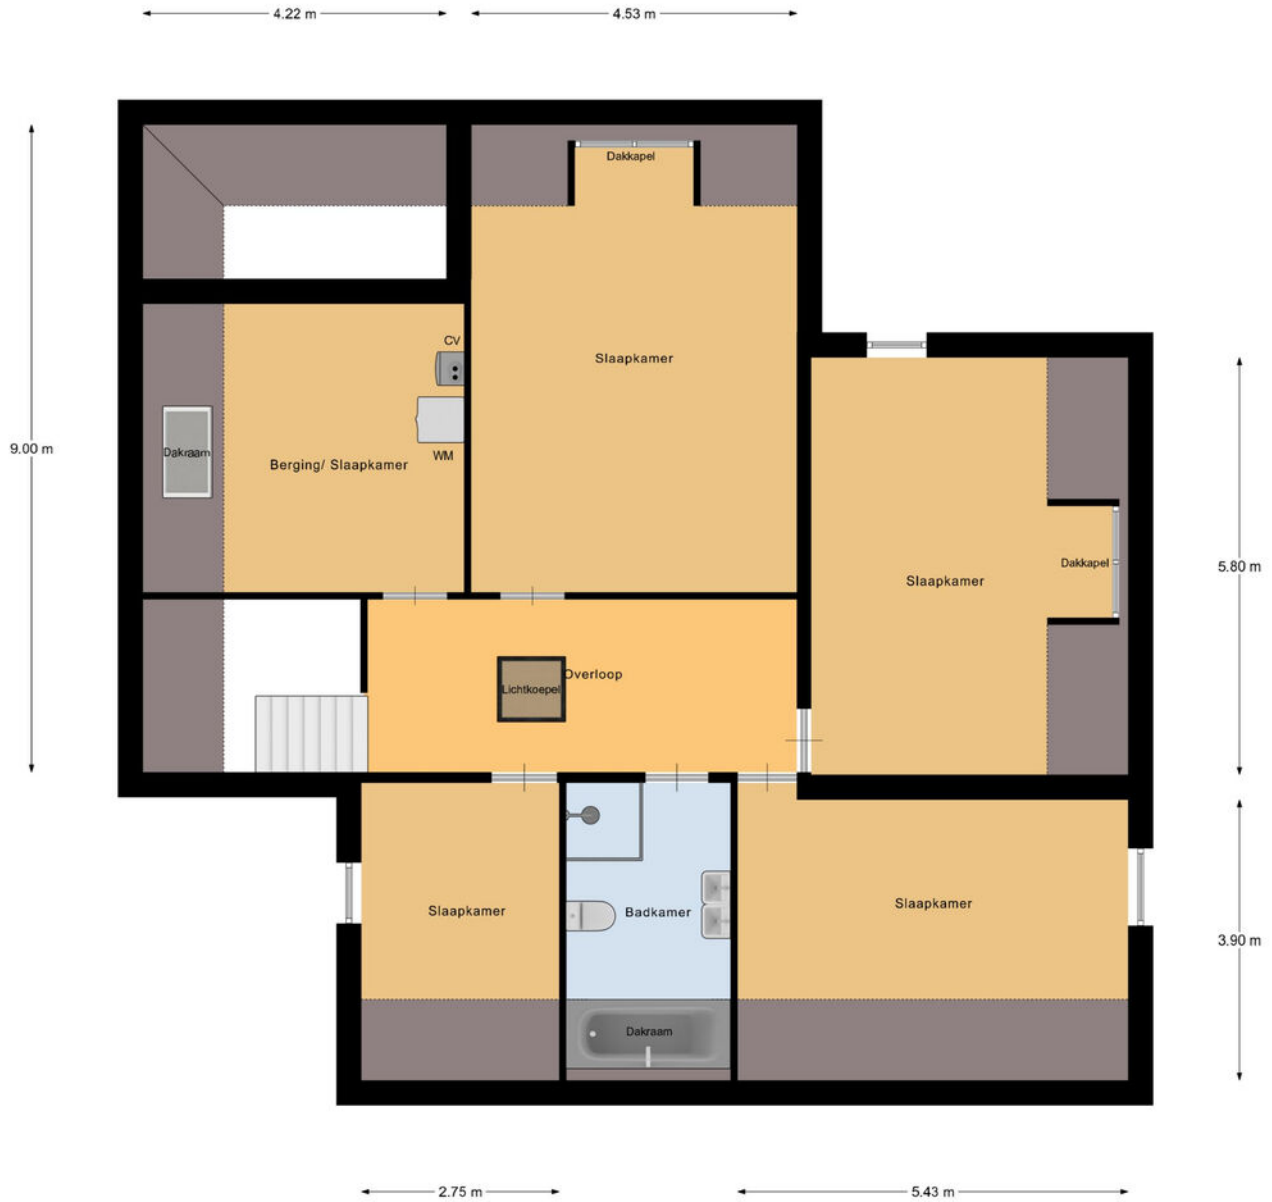 4.22 m
4.53 m
Dakkapel
CV
Slaapkamer
9.00 m
Dakraam
WM
Berging/ Slaapkamer
Dakkapel
5.80 m
Slaapkamer
Overloop
Lichtkoepel
Slaapkamer
Badkamer
Slaapkamer
3.90 m
Dakraam
2.75 m
5.43 m